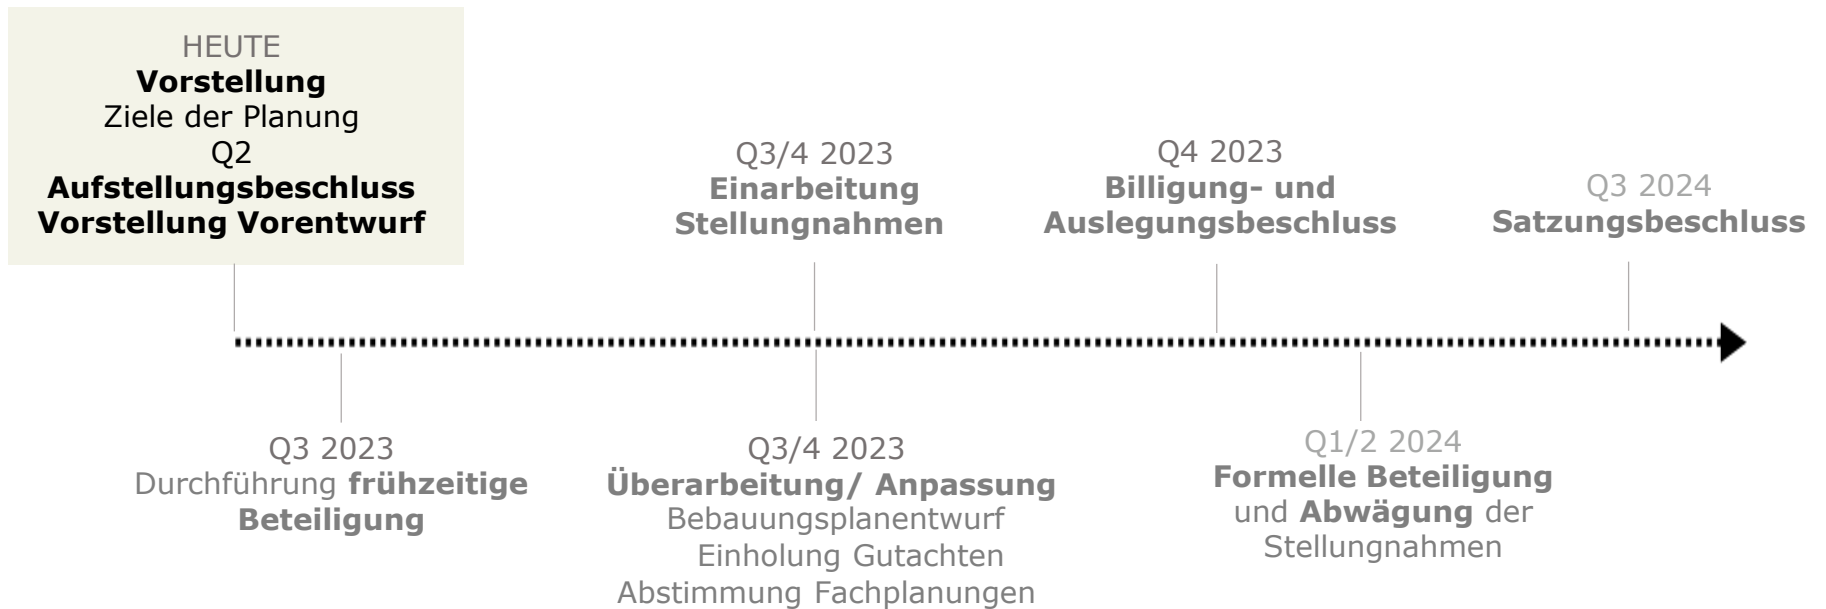 HEUTE
Vorstellung
Ziele der Planung
Q2
Aufstellungsbeschluss
Vorstellung Vorentwurf
Q3/4 2023
Einarbeitung
Stellungnahmen
Q4 2023
Billigung- und
Auslegungsbeschluss
Q3 2024
Satzungsbeschluss
Q3 2023
Durchführung frühzeitige
Beteiligung
Q3/4 2023
Überarbeitung/ Anpassung
Bebauungsplanentwurf
Einholung Gutachten
Abstimmung Fachplanungen
Q1/2 2024
Formelle Beteiligung
und Abwägung der
Stellungnahmen